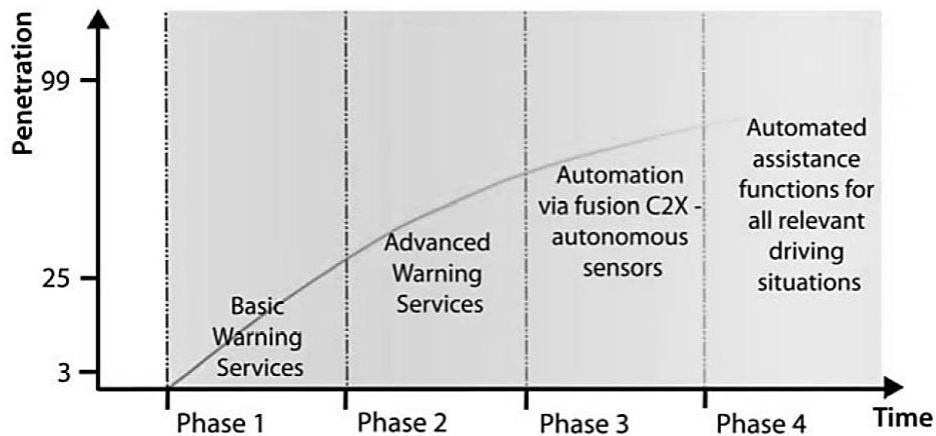 Penetration
99
25
3
Basic
Warning
Services
Advanced
Warning
Services
Automation
via fusion C2X -
autonomous
sensors
Automated
assistance
functions for
all relevant
driving
situations
Phase 1
Phase 2
Phase 3
Phase 4
Time